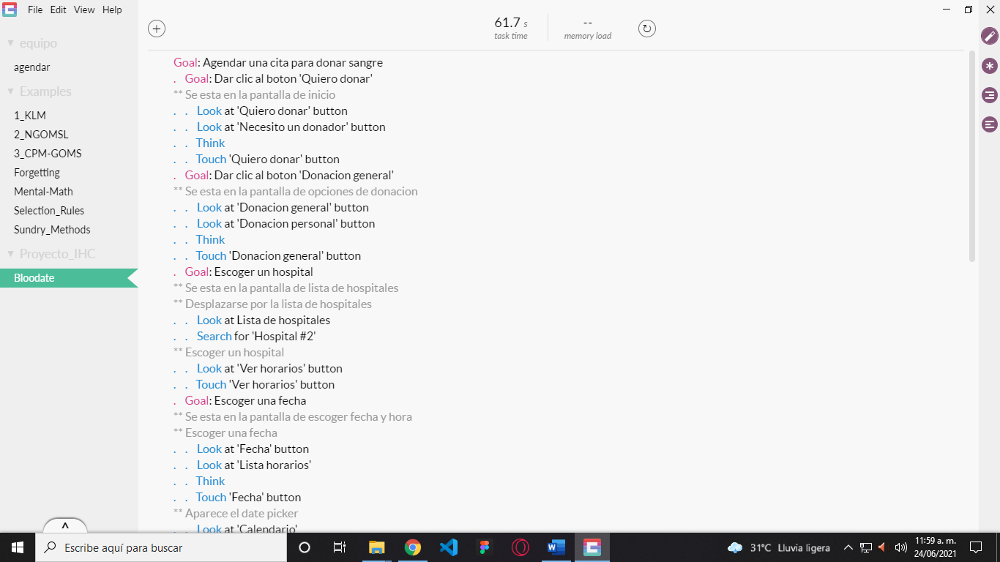 File Edit View Help
equipo
agendar
Examples
1_KLM
2_NGOMSL
3_CPM-GOMS
Forgetting
Mental-Math
Selection_Rules
Sundry_Methods
Proyecto_IHC
Bloodate
^
61.7 s
task time
--
memory load
Goal: Agendar una cita para donar sangre
. Goal: Dar clic al boton 'Quiero donar'
** Se esta en la pantalla de inicio
. . Look at 'Quiero donar' button
. . Look at 'Necesito un donador' button
. . Think
. . Touch 'Quiero donar' button
. Goal: Dar clic al boton 'Donacion general'
** Se esta en la pantalla de opciones de donacion
. . Look at 'Donacion general' button
. . Look at 'Donacion personal' button
. . Think
. . Touch 'Donacion general' button
. Goal: Escoger un hospital
** Se esta en la pantalla de lista de hospitales
** Desplazarse por la lista de hospitales
. . Look at Lista de hospitales
. . Search for 'Hospital #2'
** Escoger un hospital
. . Look at 'Ver horarios' button
. . Touch 'Ver horarios' button
. Goal: Escoger una fecha
** Se esta en la pantalla de escoger fecha y hora
** Escoger una fecha
. . Look at 'Fecha' button
. . Look at 'Lista horarios'
. . Think
. . Touch 'Fecha' button
** Aparece el date picker
. . Look at 'Calendario'
Escribe aquí para buscar
31°C Lluvia ligera
11:59 a. m.
24/06/2021